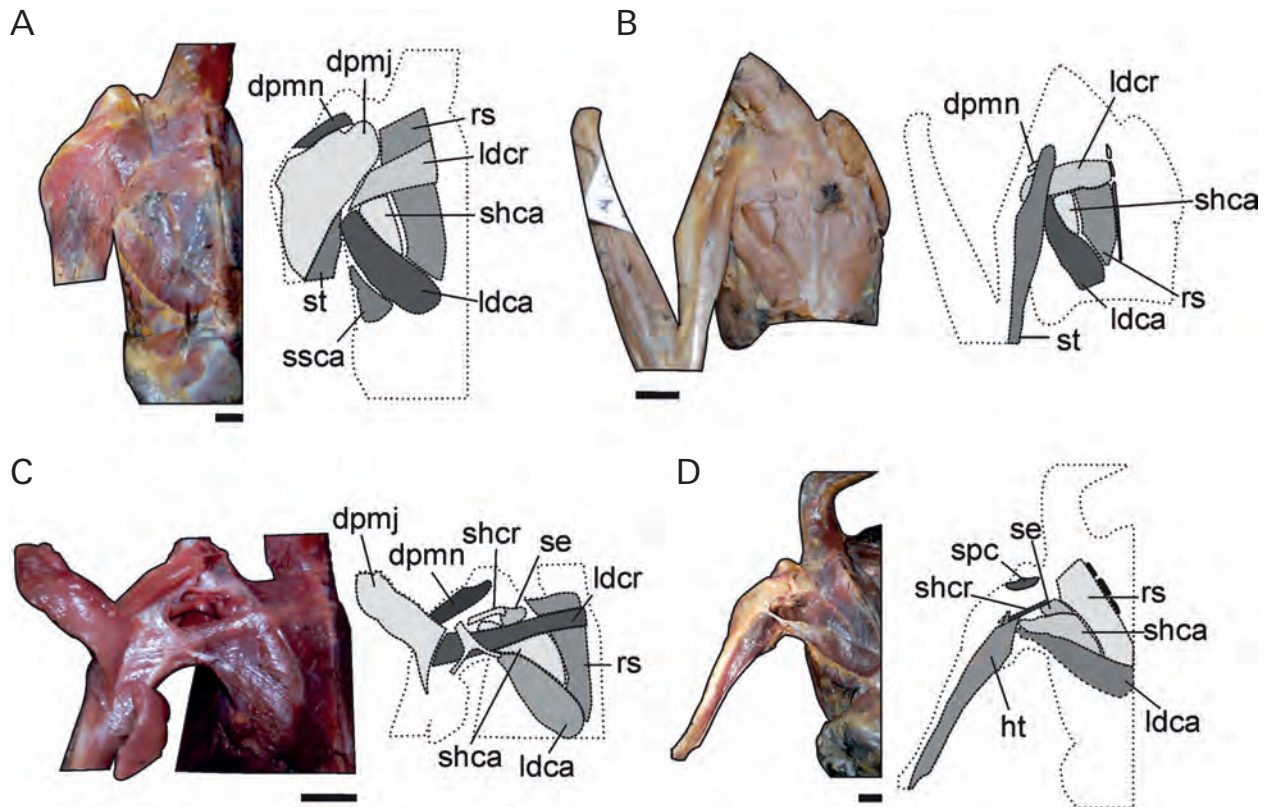 A
dpmn
dpmj
rs
ldcr
shca
st
ldca
ssca
B
dpmn
ldcr
shca
rs
ldca
st
C
dpmj
dpmn
shcr
se
ldcr
rs
shca
ldca
D
spc
se
shcr
rs
shca
ht
ldca